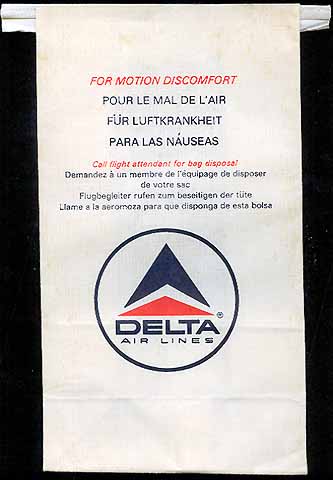 FOR MOTION DISCOMFORT
POUR LE MAL DE L'AIR
FÜR LUFTKRANKHEIT
PARA LAS NÁUSEAS
Call flight attendant for bag disposal
Demandez à un membre de l'équipage de disposer
de votre sac
Flugbegleiter rufen zum beseitigen der tüte
Llame a la aeromoza para que disponga de esta bolsa
DELTA®
AIR LINES